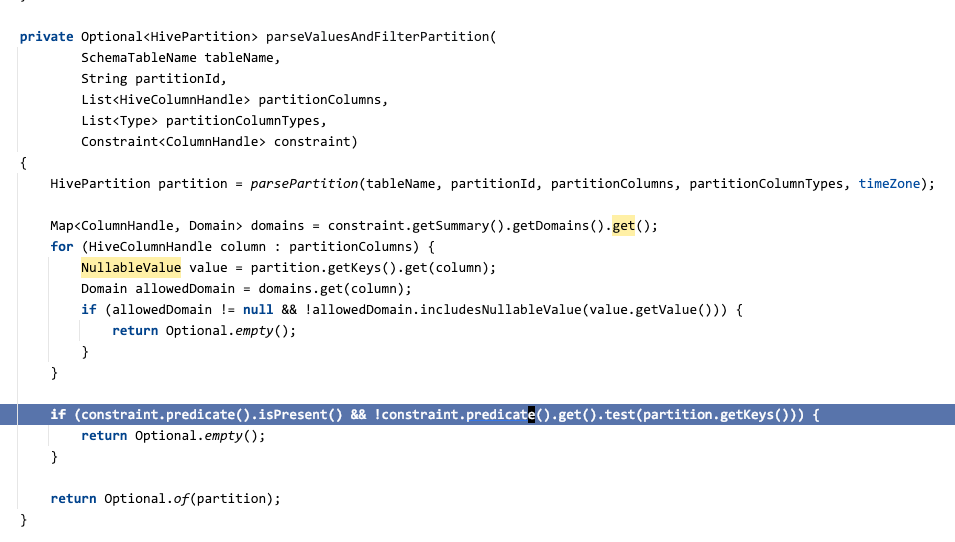 private Optional<HivePartition> parseValuesAndFilterPartition(
        SchemaTableName tableName,
        String partitionId,
        List<HiveColumnHandle> partitionColumns,
        List<Type> partitionColumnTypes,
        Constraint<ColumnHandle> constraint)
{
    HivePartition partition = parsePartition(tableName, partitionId, partitionColumns, partitionColumnTypes, timeZone);

    Map<ColumnHandle, Domain> domains = constraint.getSummary().getDomains().get();
    for (HiveColumnHandle column : partitionColumns) {
        NullableValue value = partition.getKeys().get(column);
        Domain allowedDomain = domains.get(column);
        if (allowedDomain != null && !allowedDomain.includesNullableValue(value.getValue())) {
            return Optional.empty();
        }
    }

    if (constraint.predicate().isPresent() && !constraint.predicate().get().test(partition.getKeys())) {
        return Optional.empty();
    }

    return Optional.of(partition);
}